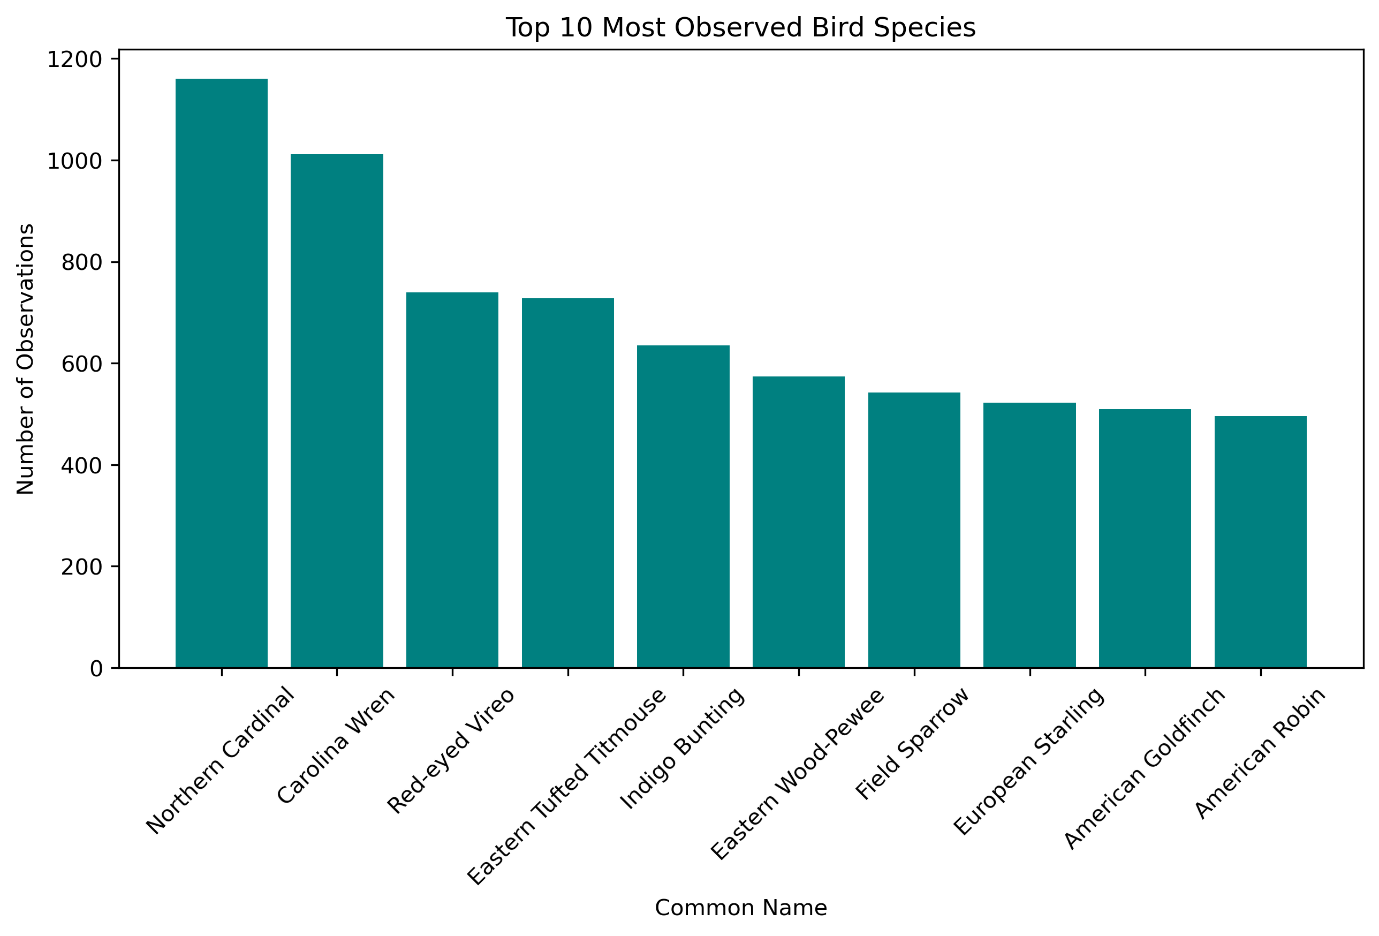 Top 10 Most Observed Bird Species
Number of Observations
1200
1000
800
600
400
200
0
Northern Cardinal
Carolina Wren
Red-eyed Vireo
Eastern Tufted Titmouse
Indigo Bunting
Eastern Wood-Pewee
Field Sparrow
European Starling
American Goldfinch
American Robin
Common Name